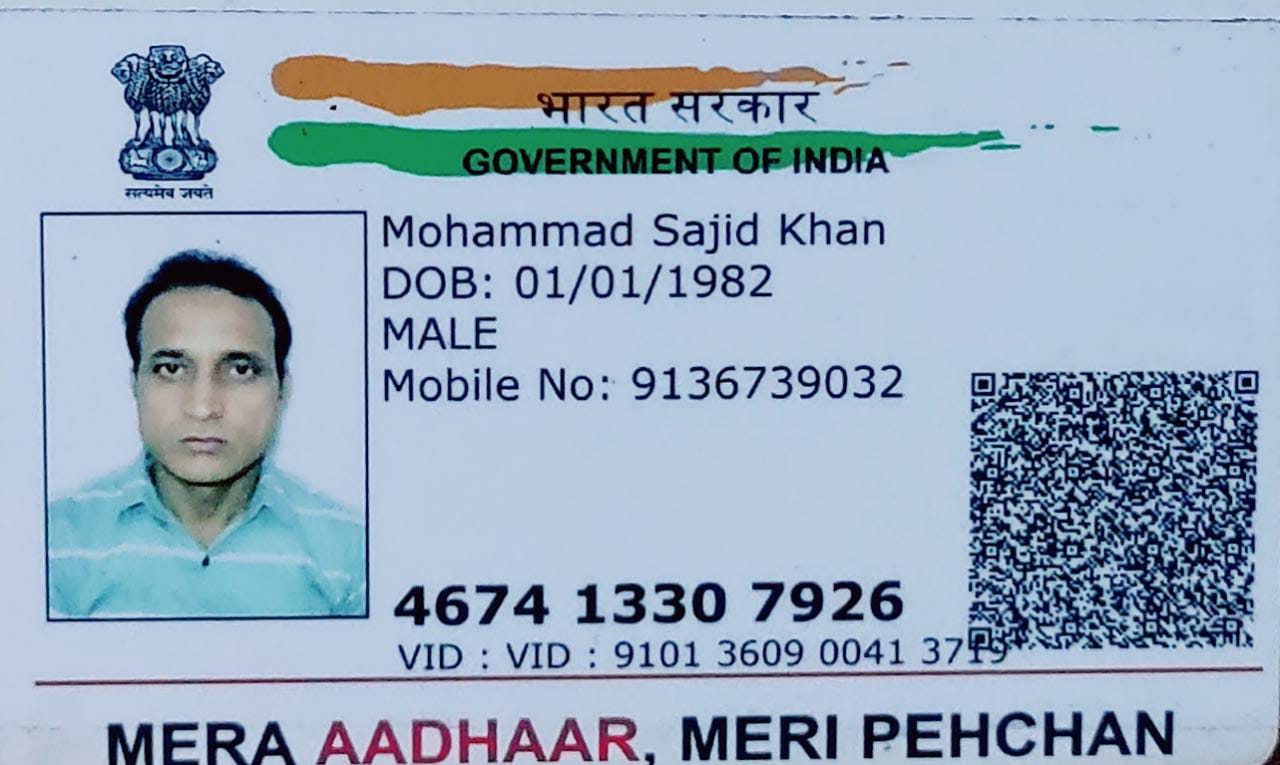 भारत सरकार
GOVERNMENT OF INDIA
सत्यमेव जयते
Mohammad Sajid Khan
DOB: 01/01/1982
MALE
Mobile No: 9136739032
4674 1330 7926
VID : VID : 9101 3609 0041 3719
MERA AADHAAR, MERI PEHCHAN